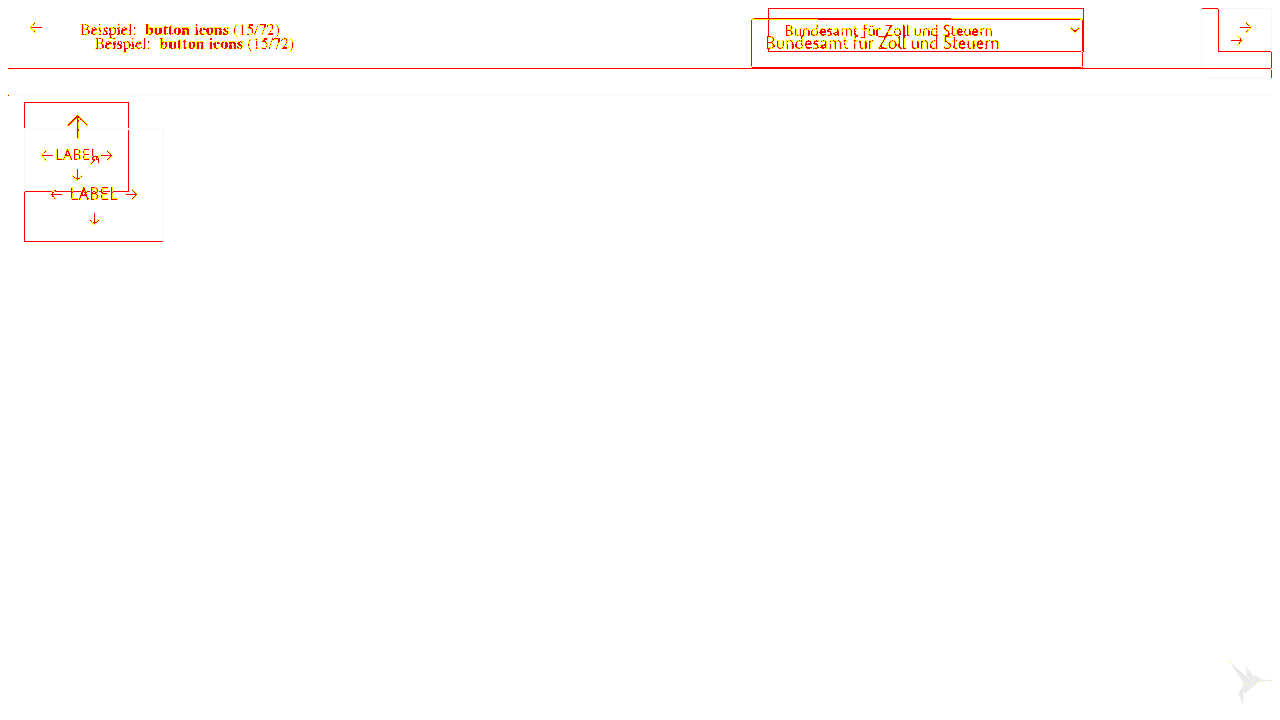 Beispiel: button icons (15/72)
Beispiel: button icons (15/72)
Bundesamt für Zoll und Steuern
Bundesamt für Zoll und Steuern
LABEL
LABEL